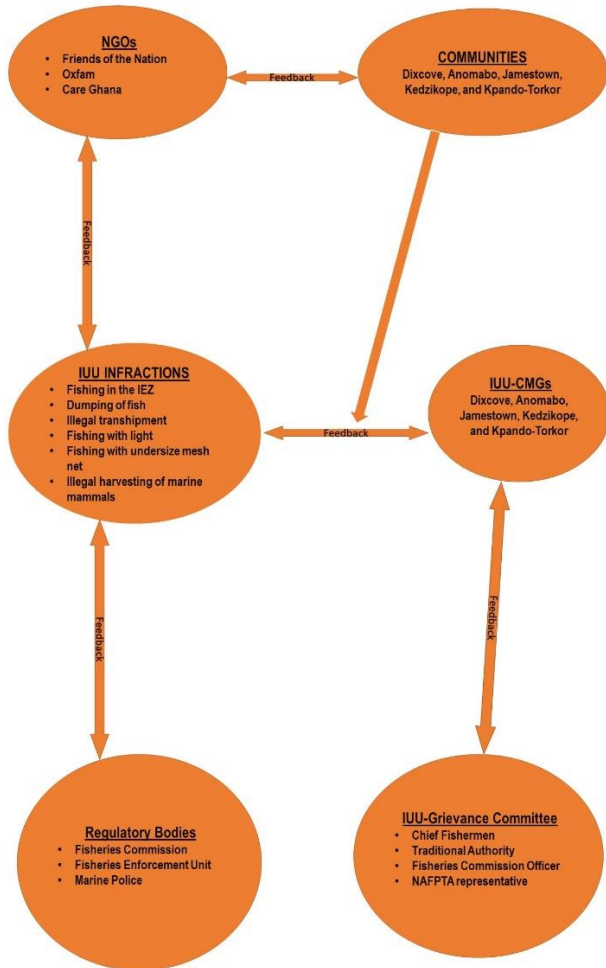 NGOs
• Friends of the Nation
• Oxfam
• Care Ghana
Feedback
COMMUNITIES
Dixcove, Anomabo, Jamestown,
Kedzikope, and Kpando-Torkor
Feedback
IUU INFRACTIONS
• Fishing in the IEZ
• Dumping of fish
• Illegal transhipment
• Fishing with light
• Fishing with undersize mesh
net
• Illegal harvesting of marine
mammals
Feedback
IUU-CMGs
Dixcove, Anomabo,
Jamestown, Kedzikope,
and Kpando-Torkor
Feedback
Feedback
Regulatory Bodies
• Fisheries Commission
• Fisheries Enforcement Unit
• Marine Police
IUU-Grievance Committee
• Chief Fishermen
• Traditional Authority
• Fisheries Commission Officer
• NAFPTA representative